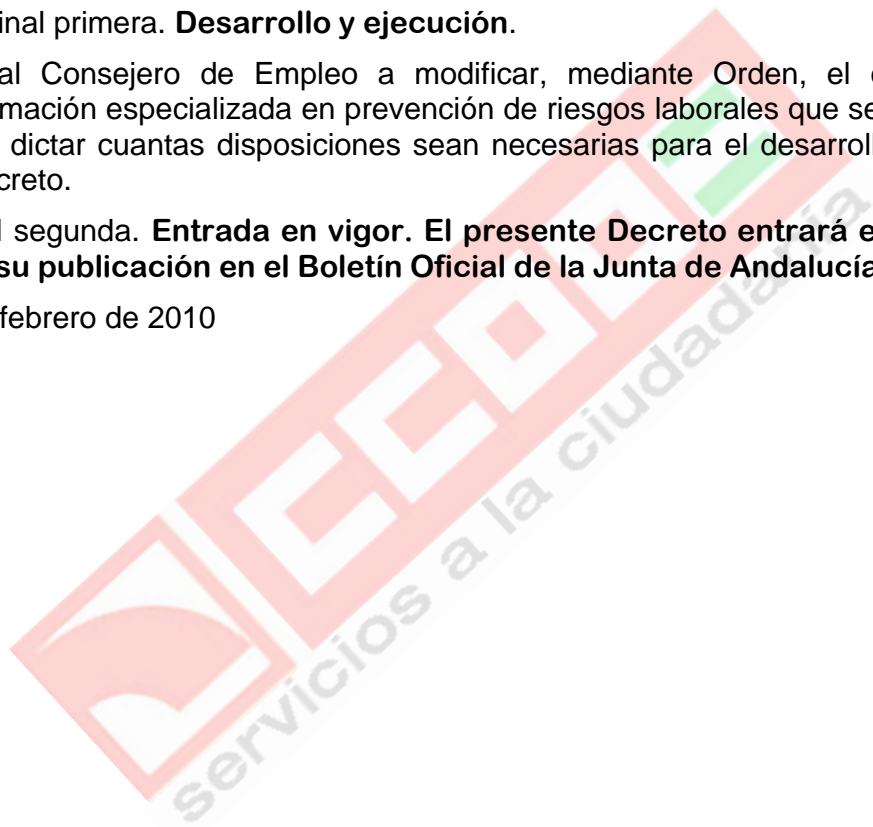 inal primera. Desarrollo y ejecución.
al Consejero de Empleo a modificar, mediante Orden, el
mación especializada en prevención de riesgos laborales que se
dictar cuantas disposiciones sean necesarias para el desarroll
creto.
segunda. Entrada en vigor. El presente Decreto entrará e
su publicación en el Boletín Oficial de la Junta de Andalucía
febrero de 2010
CCOO
servicios a la ciudadanía